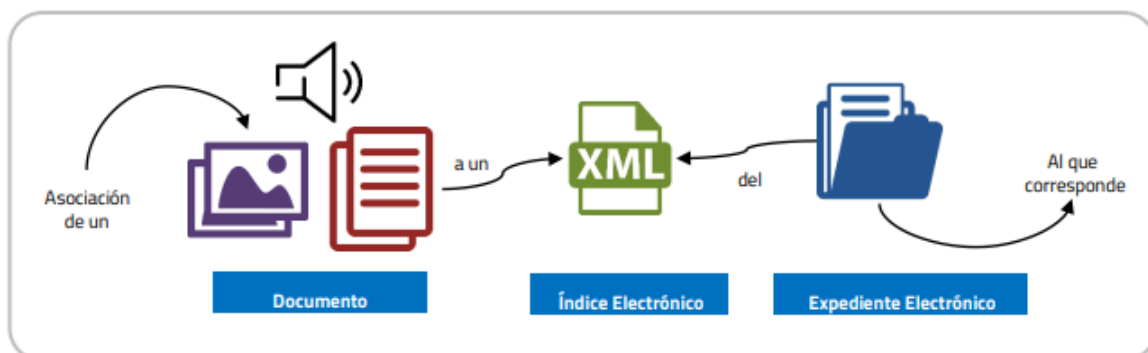 Asociación
de un
a un
XML
del
Al que
corresponde
Documento
Índice Electrónico
Expediente Electrónico